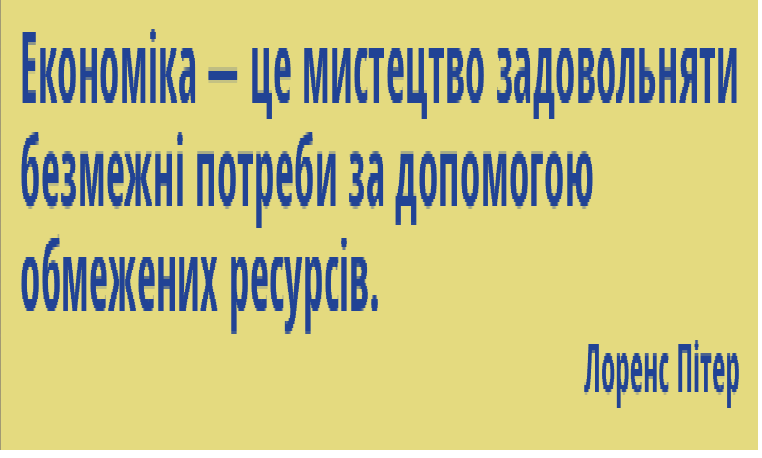 Економіка — це мистецтво задовольняти
безмежні потреби за допомогою
обмежених ресурсів.
Лоренс Пітер